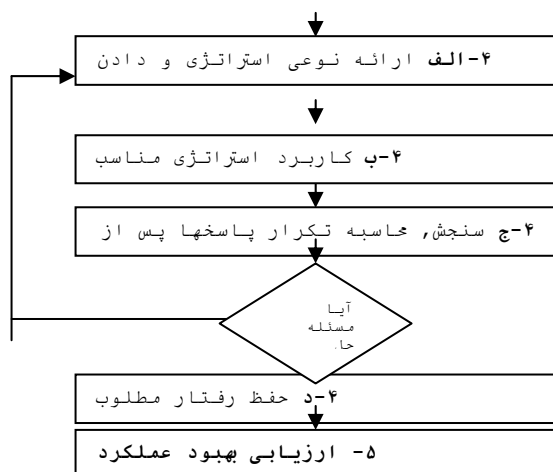 ۴-الف ارائه نوعی استراتژی و دادن
۴-ب کاربرد استراتژی مناسب
۴-ج سنجش, محاسبه تکرار پاسخها پس از
آیا
مسئله
۴-د حفظ رفتار مطلوب
۵- ارزیابی بهبود عملکرد